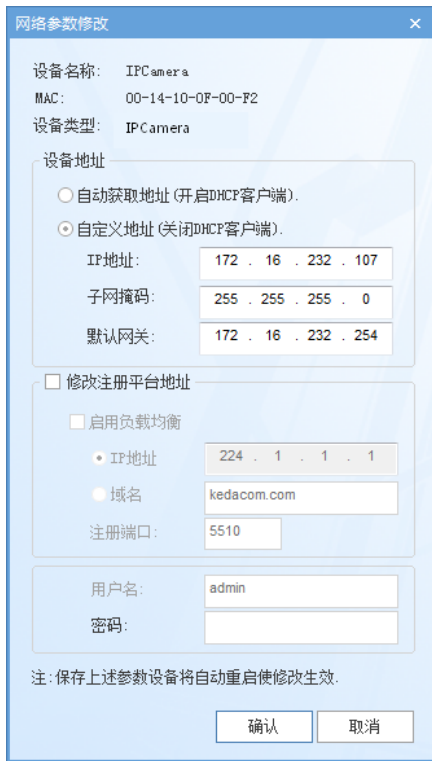 网络参数修改 ×
设备名称: IPCamera
MAC: 00-14-10-0F-00-F2
设备类型: IPCamera
设备地址
自动获取地址(开启DHCP客户端).
自定义地址(关闭DHCP客户端).
IP地址: 172 . 16 . 232 . 107
子网掩码: 255 . 255 . 255 . 0
默认网关: 172 . 16 . 232 . 254
修改注册平台地址
启用负载均衡
IP地址 224 . 1 . 1 . 1
域名 kedacom.com
注册端口: 5510
用户名: admin
密码:
注:保存上述参数设备将自动重启使修改生效.
确认 取消